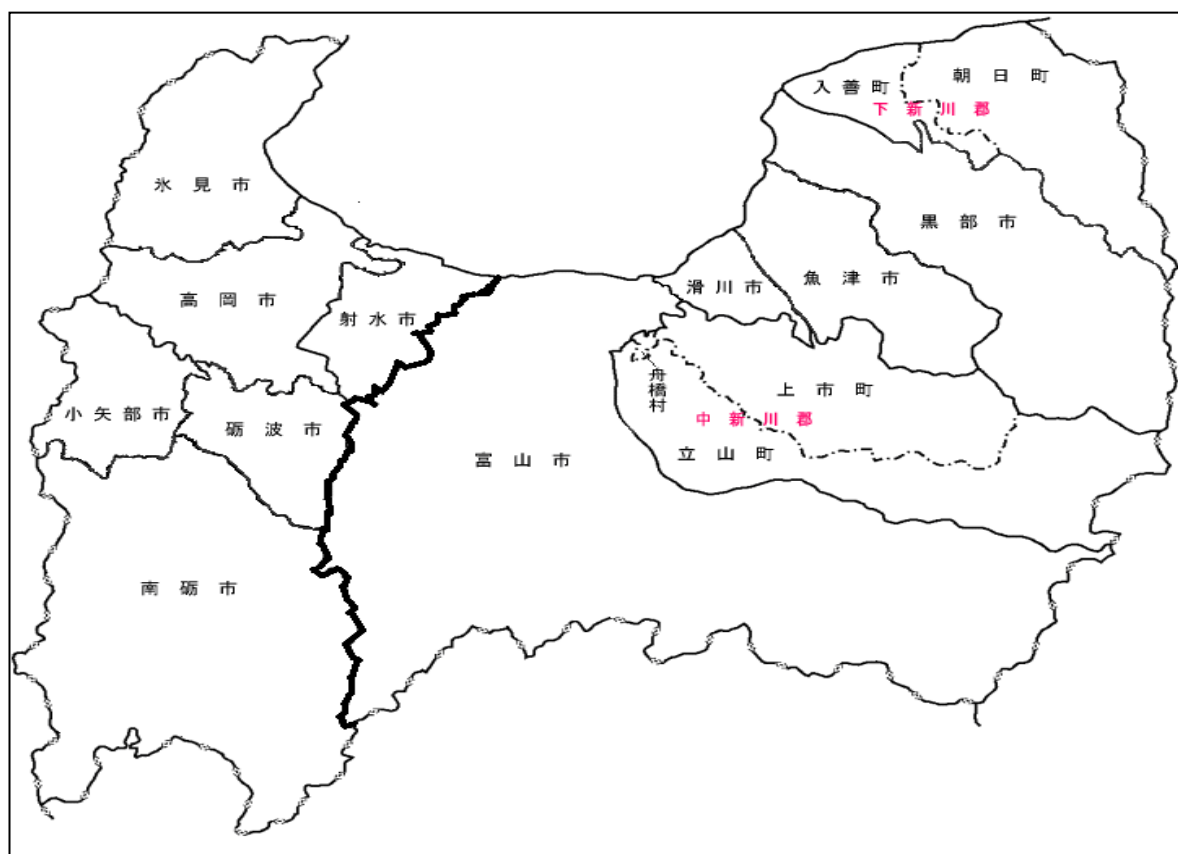 入善町
朝日町
下新川郡
氷見市
黒部市
魚津市
滑川市
高岡市
射水市
舟橋村
上市町
小矢部市
砺波市
中新川郡
富山市
立山町
南砺市